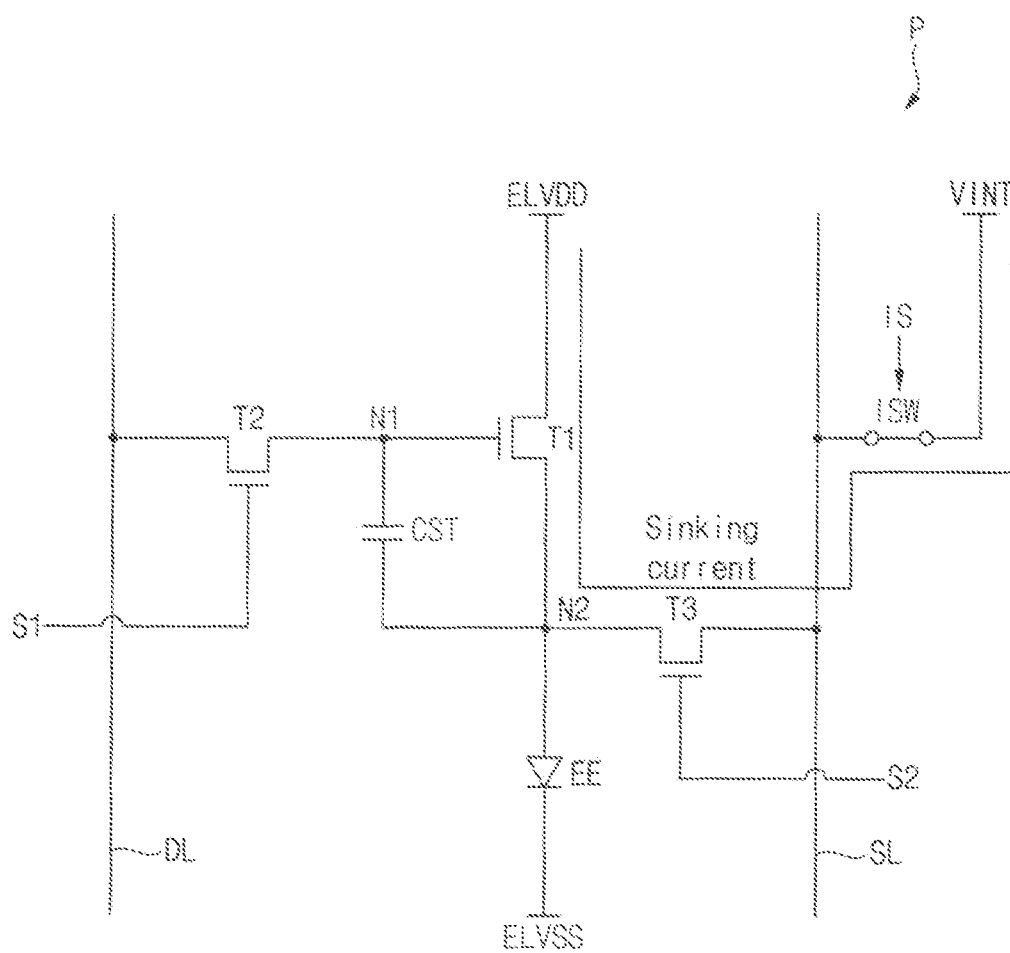 P
ELVDD
VINT
IS
ISW
T2
N1
T1
CST
Sinking
current
S1
N2
T3
EE
S2
DL
SL
ELVSS